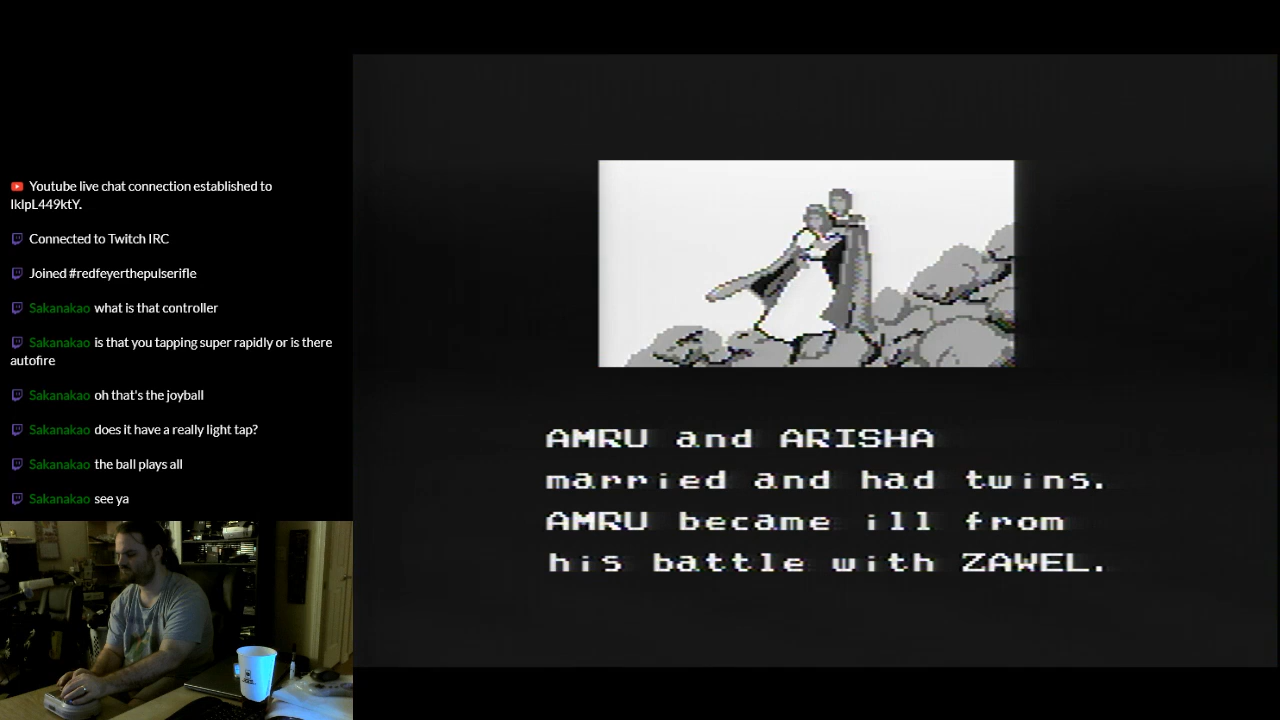 Youtube live chat connection established to
IklpL449ktY.
Connected to Twitch IRC
Joined #redfeyerthepulserifle
Sakanakao what is that controller
Sakanakao is that you tapping super rapidly or is there
autofire
Sakanakao oh that's the joyball
Sakanakao does it have a really light tap?
Sakanakao the ball plays all
Sakanakao see ya
AMRU and ARISHA
married and had twins.
AMRU became ill from
his battle with ZAWEL.